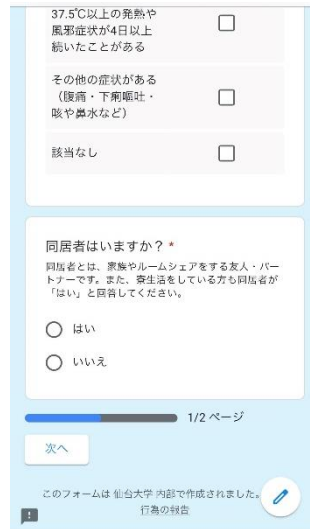 37.5℃以上の発熱や
風邪症状が4日以上
続いたことがある
その他の症状がある
（腹痛・下痢嘔吐・
咳や鼻水など）
該当なし
同居者はいますか？*
同居者とは、家族やルームシェアをする友人・パー
トナーです。また、寮生活をしている方も同居者が
「はい」と回答してください。
はい
いいえ
1/2 ページ
次へ
このフォームは 仙台大学 内部で作成されました。
行為の報告